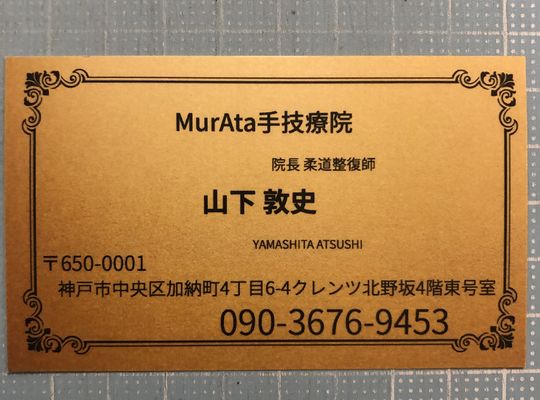 MurAta手技療院
院長 柔道整復師
山下 敦史
YAMASHITA ATSUSHI
〒650-0001
神戸市中央区加納町4丁目6-4クレンツ北野坂4階東号室
090-3676-9453